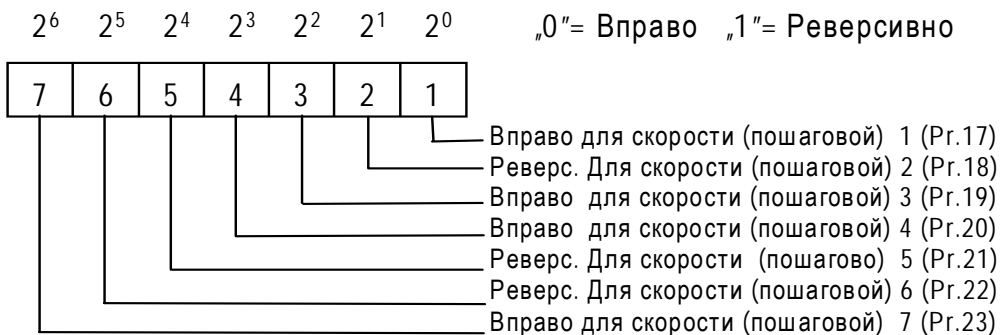 2⁶ 2⁵ 2⁴ 2³ 2² 2¹ 2⁰ „0”= Вправо „1”= Реверсивно
7 6 5 4 3 2 1
Вправо для скорости (пошаговой) 1 (Pr.17)
Реверс. Для скорости (пошаговой) 2 (Pr.18)
Вправо для скорости (пошаговой) 3 (Pr.19)
Вправо для скорости (пошаговой) 4 (Pr.20)
Реверс. Для скорости (пошагово) 5 (Pr.21)
Реверс. Для скорости (пошаговой) 6 (Pr.22)
Вправо для скорости (пошаговой) 7 (Pr.23)